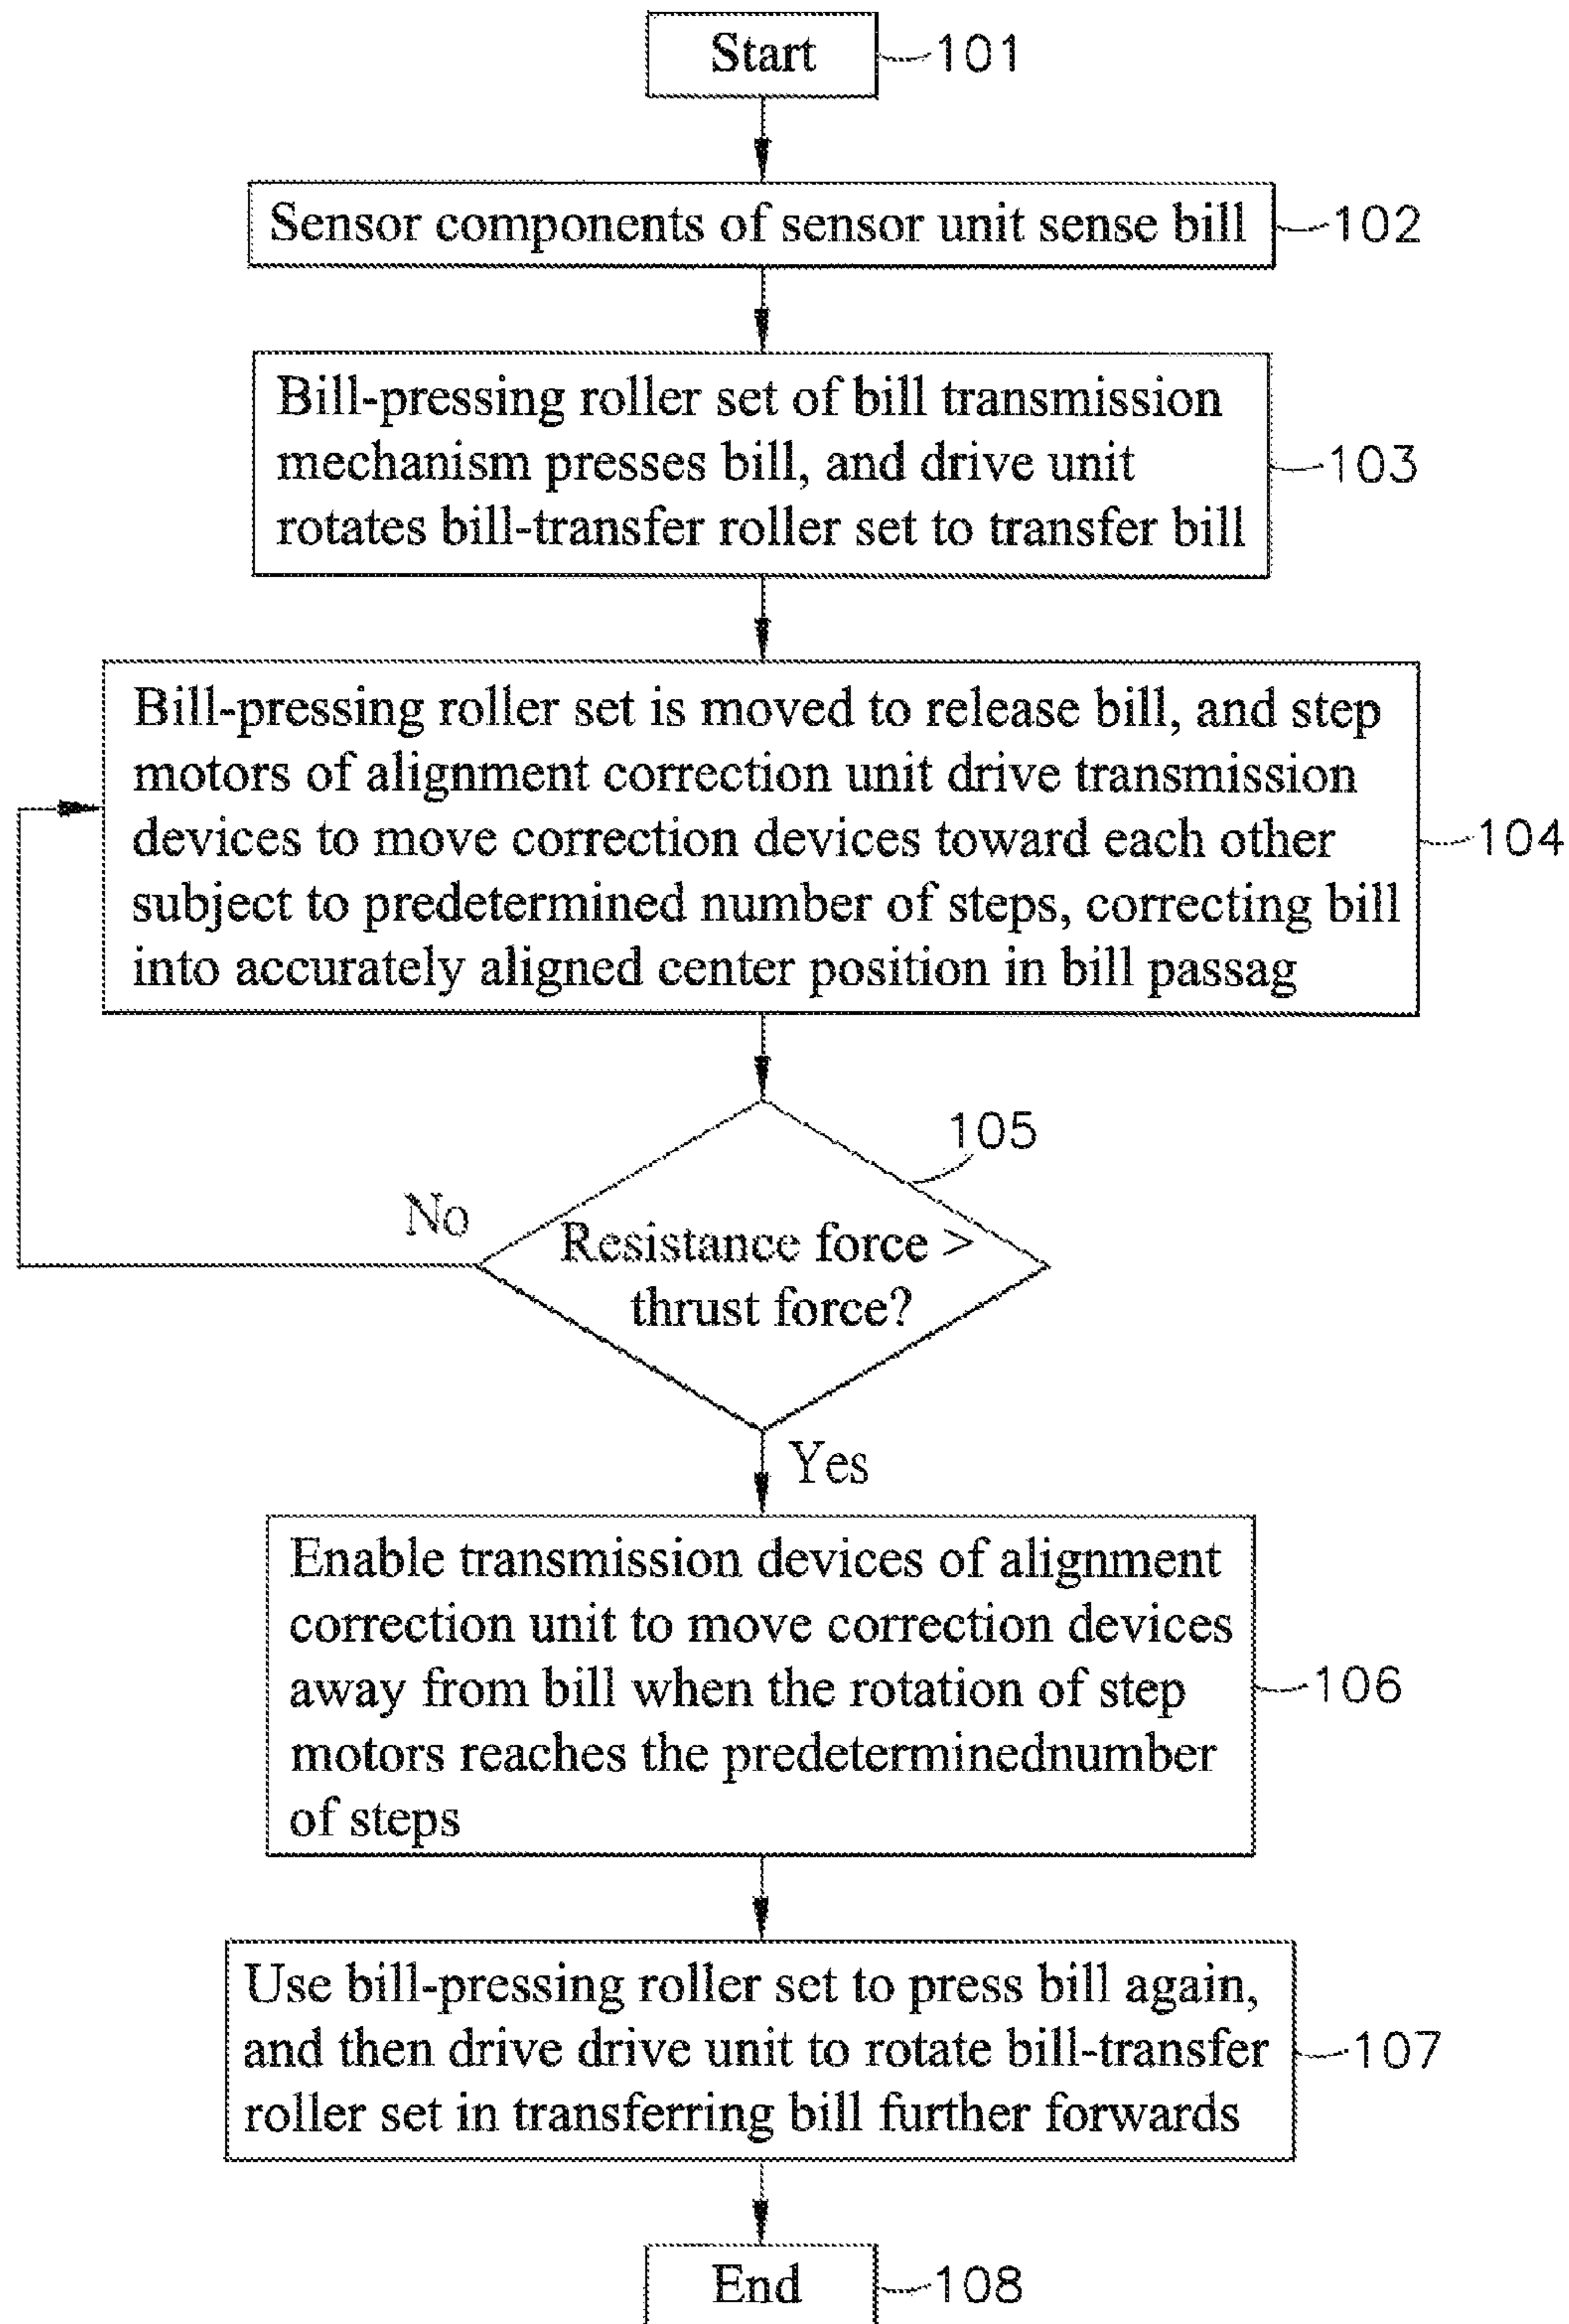 Start
101
Sensor components of sensor unit sense bill
102
Bill-pressing roller set of bill transmission
mechanism presses bill, and drive unit
rotates bill-transfer roller set to transfer bill
103
Bill-pressing roller set is moved to release bill, and step
motors of alignment correction unit drive transmission
devices to move correction devices toward each other
subject to predetermined number of steps, correcting bill
into accurately aligned center position in bill passag
104
105
No
Resistance force >
thrust force?
Yes
Enable transmission devices of alignment
correction unit to move correction devices
away from bill when the rotation of step
motors reaches the predeterminednumber
of steps
106
Use bill-pressing roller set to press bill again,
and then drive drive unit to rotate bill-transfer
roller set in transferring bill further forwards
107
End
108